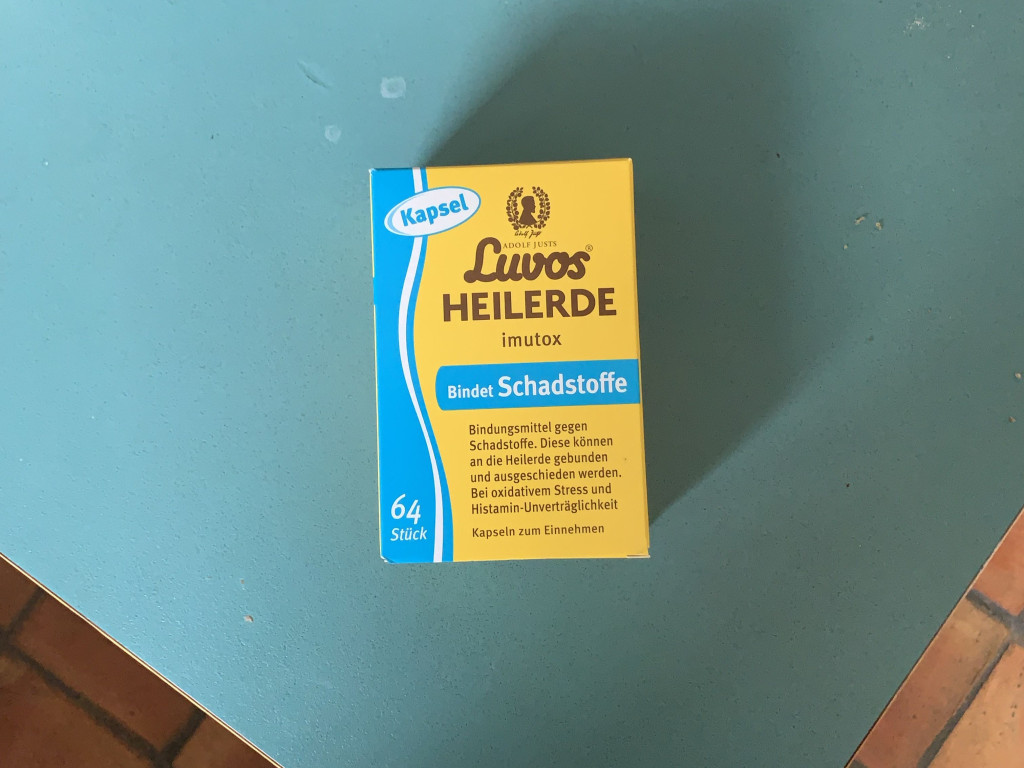 Kapsel
ADOLF JUSTS
Luvos®
HEILERDE
imutox
Bindet Schadstoffe
Bindungsmittel gegen
Schadstoffe. Diese können
an die Heilerde gebunden
und ausgeschieden werden.
Bei oxidativem Stress und
Histamin-Unverträglichkeit
Kapseln zum Einnehmen
64
Stück